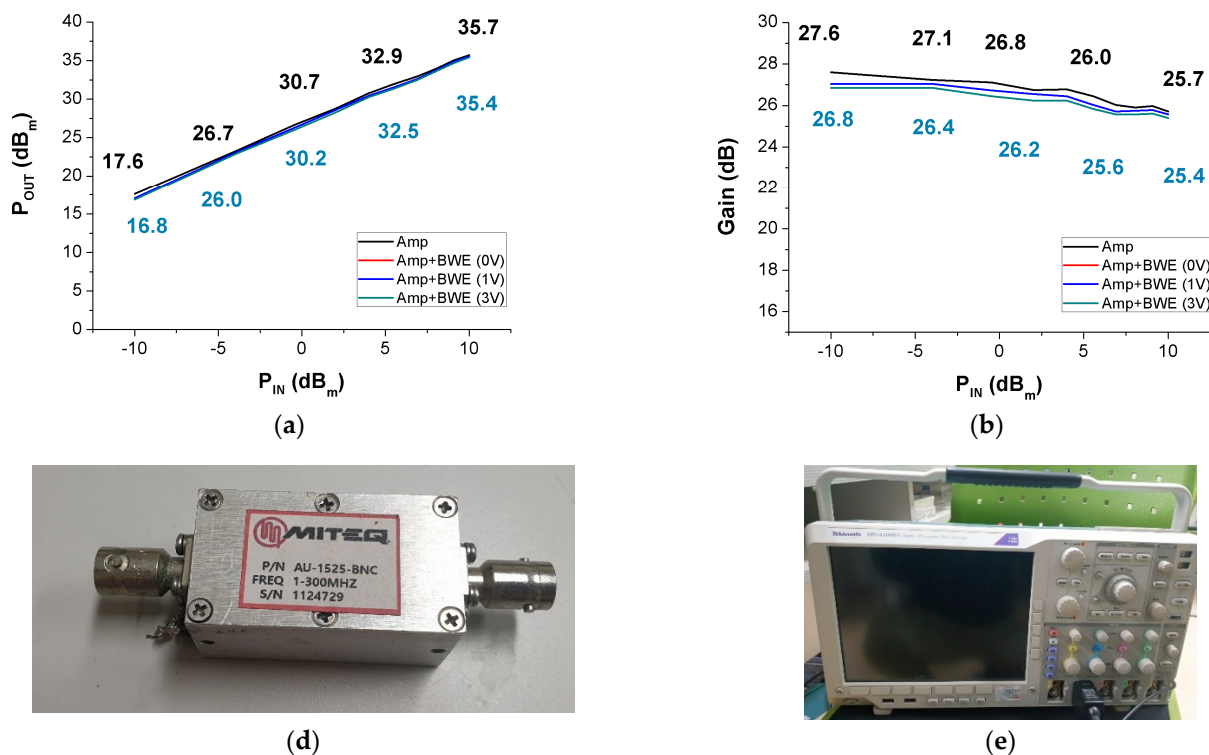 40
35
30
25
20
15
10
5
0
P_OUT (dB_m)
17.6
26.7
30.7
32.9
35.7
16.8
26.0
30.2
32.5
35.4
Amp
Amp+BWE (0V)
Amp+BWE (1V)
Amp+BWE (3V)
-10 -5 0 5 10
P_IN (dB_m)
(a)
30
28
26
24
22
20
18
16
Gain (dB)
27.6 27.1 26.8 26.0 25.7
26.8 26.4 26.2 25.6 25.4
Amp
Amp+BWE (0V)
Amp+BWE (1V)
Amp+BWE (3V)
-10 -5 0 5 10
P_IN (dB_m)
(b)
MITEQ
P/N AU-1525-BNC
FREQ 1-300MHZ
S/N 1124729
(d)
Tektronix
(e)